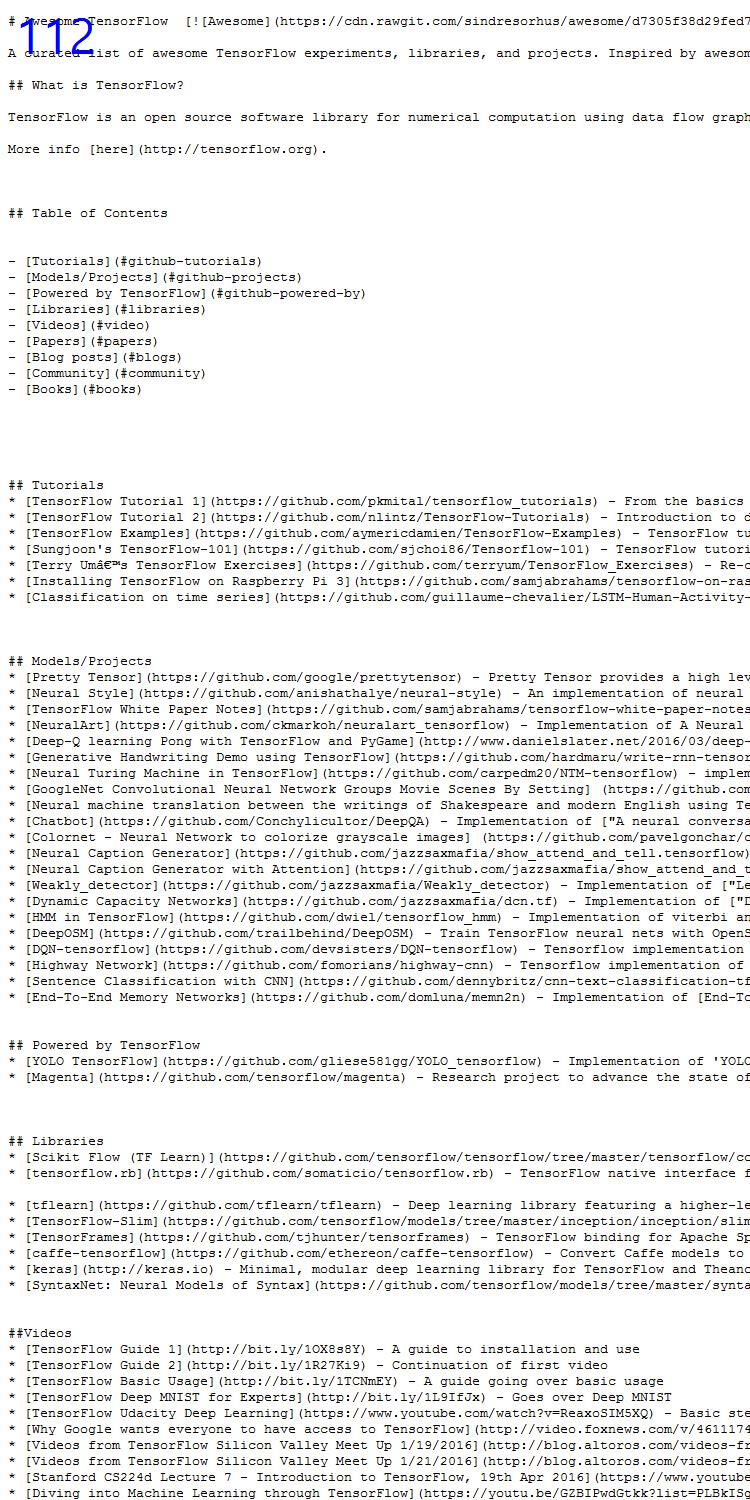 # Awesome TensorFlow  [![Awesome](https://cdn.rawgit.com/sindresorhus/awesome/d7305f38d29fed7
112
A curated list of awesome TensorFlow experiments, libraries, and projects. Inspired by awesom
## What is TensorFlow?
TensorFlow is an open source software library for numerical computation using data flow graph
More info [here](http://tensorflow.org).
## Table of Contents
- [Tutorials](#github-tutorials)
- [Models/Projects](#github-projects)
- [Powered by TensorFlow](#github-powered-by)
- [Libraries](#libraries)
- [Videos](#video)
- [Papers](#papers)
- [Blog posts](#blogs)
- [Community](#community)
- [Books](#books)
## Tutorials
* [TensorFlow Tutorial 1](https://github.com/pkmital/tensorflow_tutorials) - From the basics
* [TensorFlow Tutorial 2](https://github.com/nlintz/TensorFlow-Tutorials) - Introduction to d
* [TensorFlow Examples](https://github.com/aymericdamien/TensorFlow-Examples) - TensorFlow tu
* [Sungjoon's TensorFlow-101](https://github.com/sjchoi86/Tensorflow-101) - TensorFlow tutori
* [Terry Umâ€™s TensorFlow Exercises](https://github.com/terryum/TensorFlow_Exercises) - Re-c
* [Installing TensorFlow on Raspberry Pi 3](https://github.com/samjabrahams/tensorflow-on-ras
* [Classification on time series](https://github.com/guillaume-chevalier/LSTM-Human-Activity-
## Models/Projects
* [Pretty Tensor](https://github.com/google/prettytensor) - Pretty Tensor provides a high lev
* [Neural Style](https://github.com/anishathalye/neural-style) - An implementation of neural
* [TensorFlow White Paper Notes](https://github.com/samjabrahams/tensorflow-white-paper-notes
* [NeuralArt](https://github.com/ckmarkoh/neuralart_tensorflow) - Implementation of A Neural
* [Deep-Q learning Pong with TensorFlow and PyGame](http://www.danielslater.net/2016/03/deep-
* [Generative Handwriting Demo using TensorFlow](https://github.com/hardmaru/write-rnn-tensor
* [Neural Turing Machine in TensorFlow](https://github.com/carpedm20/NTM-tensorflow) - implem
* [GoogleNet Convolutional Neural Network Groups Movie Scenes By Setting] (https://github.com
* [Neural machine translation between the writings of Shakespeare and modern English using Te
* [Chatbot](https://github.com/Conchylicultor/DeepQA) - Implementation of ["A neural conversa
* [Colornet - Neural Network to colorize grayscale images] (https://github.com/pavelgonchar/c
* [Neural Caption Generator](https://github.com/jazzsaxmafia/show_attend_and_tell.tensorflow)
* [Neural Caption Generator with Attention](https://github.com/jazzsaxmafia/show_attend_and_t
* [Weakly_detector](https://github.com/jazzsaxmafia/Weakly_detector) - Implementation of ["Le
* [Dynamic Capacity Networks](https://github.com/jazzsaxmafia/dcn.tf) - Implementation of ["D
* [HMM in TensorFlow](https://github.com/dwiel/tensorflow_hmm) - Implementation of viterbi an
* [DeepOSM](https://github.com/trailbehind/DeepOSM) - Train TensorFlow neural nets with OpenS
* [DQN-tensorflow](https://github.com/devsisters/DQN-tensorflow) - Tensorflow implementation
* [Highway Network](https://github.com/fomorians/highway-cnn) - Tensorflow implementation of
* [Sentence Classification with CNN](https://github.com/dennybritz/cnn-text-classification-tf
* [End-To-End Memory Networks](https://github.com/domluna/memn2n) - Implementation of [End-To
## Powered by TensorFlow
* [YOLO TensorFlow](https://github.com/gliese581gg/YOLO_tensorflow) - Implementation of 'YOLO
* [Magenta](https://github.com/tensorflow/magenta) - Research project to advance the state of
## Libraries
* [Scikit Flow (TF Learn)](https://github.com/tensorflow/tensorflow/tree/master/tensorflow/co
* [tensorflow.rb](https://github.com/somaticio/tensorflow.rb) - TensorFlow native interface f
* [tflearn](https://github.com/tflearn/tflearn) - Deep learning library featuring a higher-le
* [TensorFlow-Slim](https://github.com/tensorflow/models/tree/master/inception/inception/slim
* [TensorFrames](https://github.com/tjhunter/tensorframes) - TensorFlow binding for Apache Sp
* [caffe-tensorflow](https://github.com/ethereon/caffe-tensorflow) - Convert Caffe models to
* [keras](http://keras.io) - Minimal, modular deep learning library for TensorFlow and Theano
* [SyntaxNet: Neural Models of Syntax](https://github.com/tensorflow/models/tree/master/synta
##Videos
* [TensorFlow Guide 1](http://bit.ly/1OX8s8Y) - A guide to installation and use
* [TensorFlow Guide 2](http://bit.ly/1R27Ki9) - Continuation of first video
* [TensorFlow Basic Usage](http://bit.ly/1TCNmEY) - A guide going over basic usage
* [TensorFlow Deep MNIST for Experts](http://bit.ly/1L9IfJx) - Goes over Deep MNIST
* [TensorFlow Udacity Deep Learning](https://www.youtube.com/watch?v=ReaxoSIM5XQ) - Basic ste
* [Why Google wants everyone to have access to TensorFlow](http://video.foxnews.com/v/4611174
* [Videos from TensorFlow Silicon Valley Meet Up 1/19/2016](http://blog.altoros.com/videos-fr
* [Videos from TensorFlow Silicon Valley Meet Up 1/21/2016](http://blog.altoros.com/videos-fr
* [Stanford CS224d Lecture 7 - Introduction to TensorFlow, 19th Apr 2016](https://www.youtube
* [Diving into Machine Learning through TensorFlow](https://youtu.be/GZBIPwdGtkk?list=PLBkISg